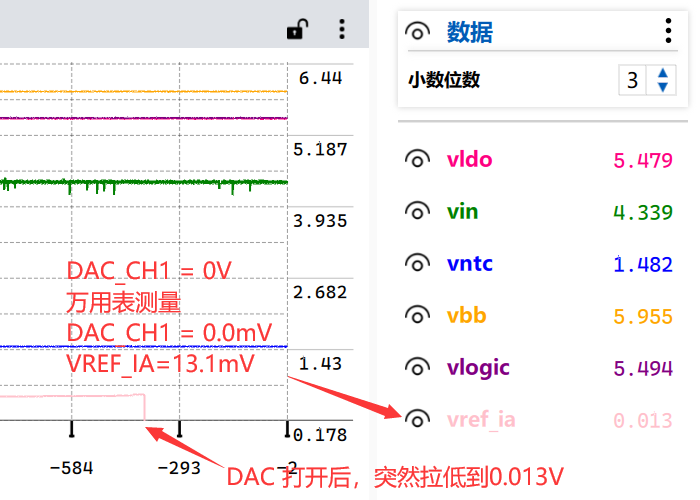 数据
小数位数 3
6.44
5.187
3.935
2.682
1.43
0.178
-584 -293 -2
vldo 5.479
vin 4.339
vntc 1.482
vbb 5.955
vlogic 5.494
vref_ia 0.013
DAC_CH1 = 0V
万用表测量
DAC_CH1 = 0.0mV
VREF_IA=13.1mV
DAC 打开后，突然拉低到0.013V